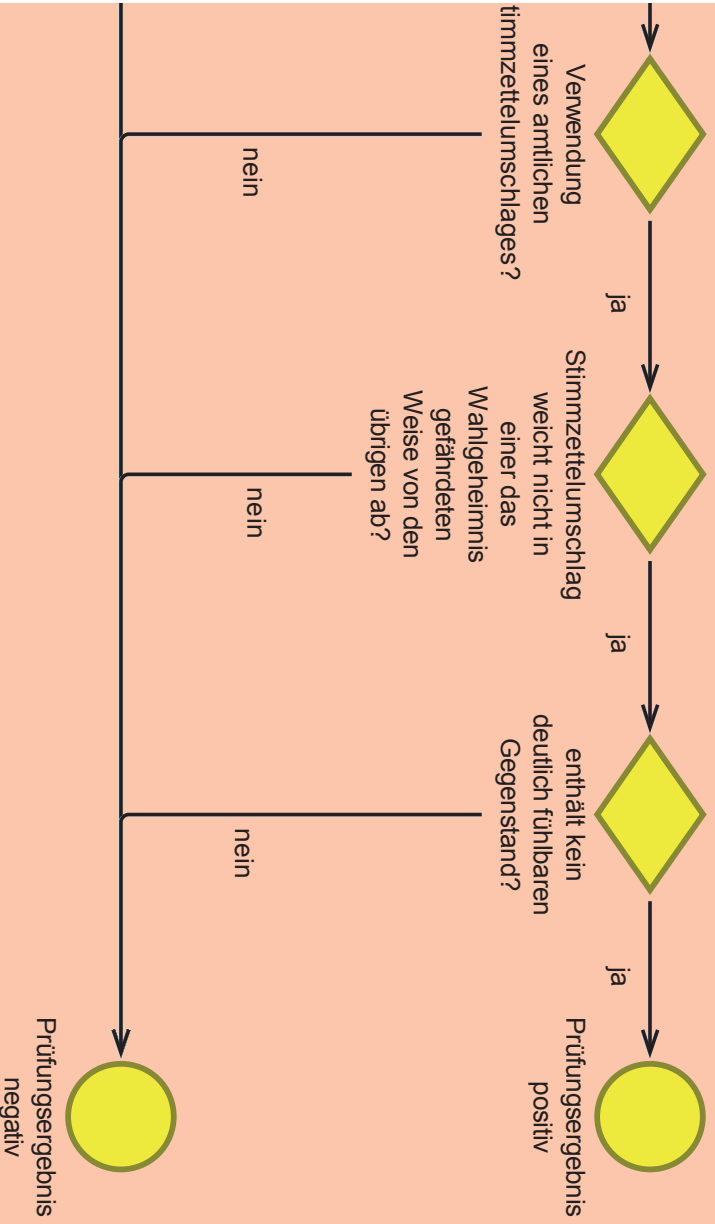 Verwendung
eines amtlichen
timmzettelumschlages?
ja
nein
Stimmzettelumschlag
weicht nicht in
einer das
Wahlgeheimnis
gefährdeten
Weise von den
übrigen ab?
ja
nein
enthält kein
deutlich fühlbaren
Gegenstand?
ja
nein
Prüfungsergebnis
positiv
Prüfungsergebnis
negativ